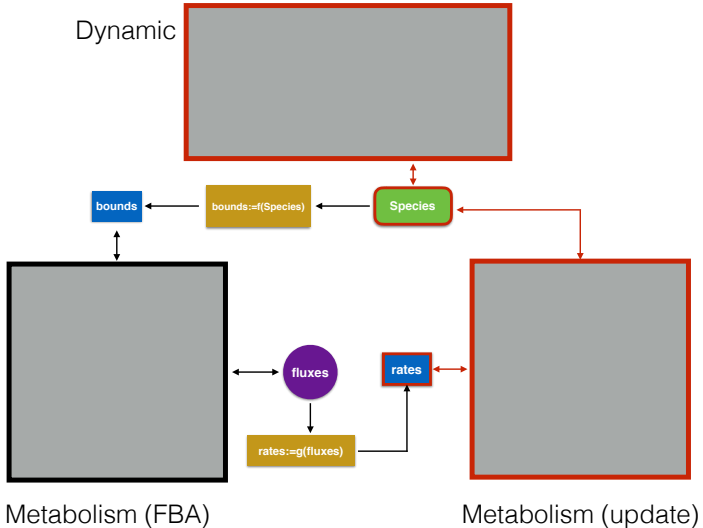 Dynamic
bounds
bounds:=f(Species)
Species
fluxes
rates
rates:=g(fluxes)
Metabolism (FBA)
Metabolism (update)